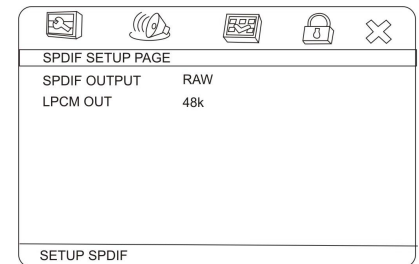 SPDIF SETUP PAGE
SPDIF OUTPUT RAW
LPCM OUT 48k
SETUP SPDIF